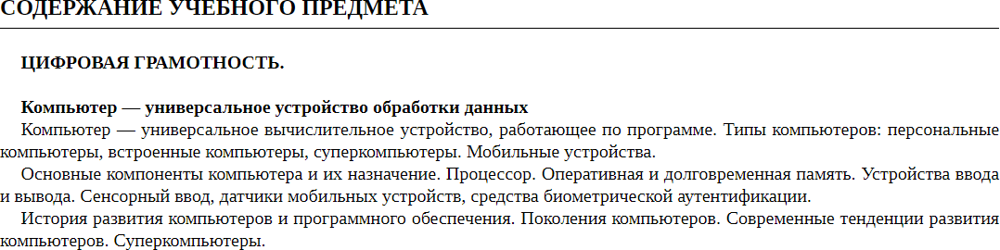 СОДЕРЖАНИЕ УЧЕБНОГО ПРЕДМЕТА
ЦИФРОВАЯ ГРАМОТНОСТЬ.
Компьютер — универсальное устройство обработки данных
Компьютер — универсальное вычислительное устройство, работающее по программе. Типы компьютеров: персональные
компьютеры, встроенные компьютеры, суперкомпьютеры. Мобильные устройства.
Основные компоненты компьютера и их назначение. Процессор. Оперативная и долговременная память. Устройства ввода
и вывода. Сенсорный ввод, датчики мобильных устройств, средства биометрической аутентификации.
История развития компьютеров и программного обеспечения. Поколения компьютеров. Современные тенденции развития
компьютеров. Суперкомпьютеры.